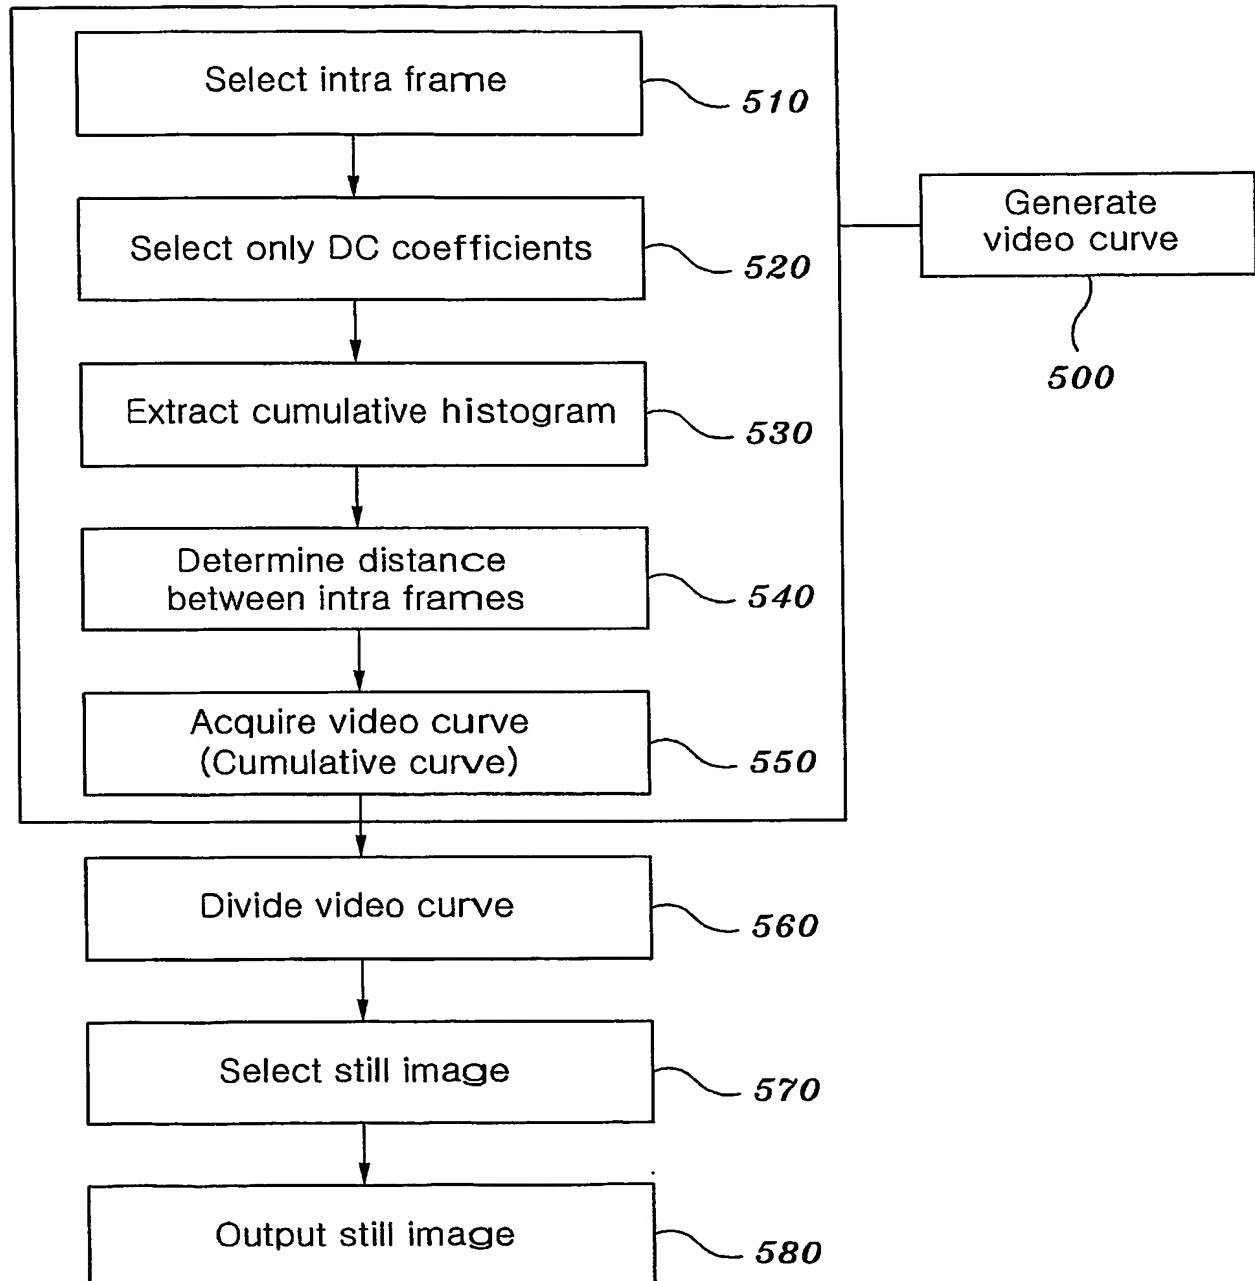 Select intra frame
510
Select only DC coefficients
520
Generate
video curve
500
Extract cumulative histogram
530
Determine distance
between intra frames
540
Acquire video curve
(Cumulative curve)
550
Divide video curve
560
Select still image
570
Output still image
580